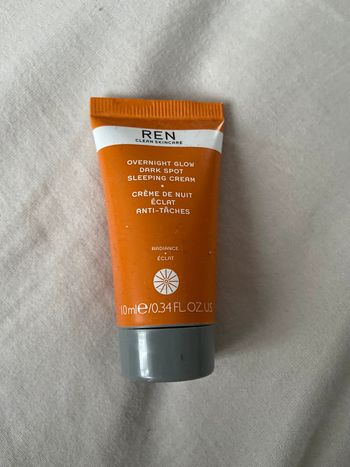 REN
CLEAN SKINCARE
OVERNIGHT GLOW
DARK SPOT
SLEEPING CREAM
•
CRÈME DE NUIT
ÉCLAT
ANTI-TÂCHES
RADIANCE
•
ÉCLAT
10ml℮/0.34 FL.OZ.US